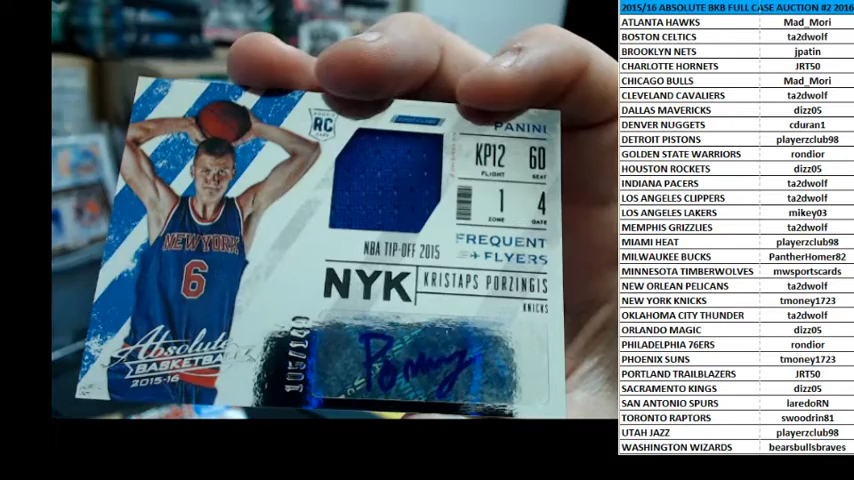 RC
PANINI
KP12 60
FLIGHT SEAT
1 4
ZONE GATE
NBA TIP-OFF 2015
FREQUENT
FLYERS
NYK KRISTAPS PORZINGIS
KNICKS
NEW YORK
6
Absolute
BASKETBALL
2015-16
2015/16 ABSOLUTE BKB FULL CASE AUCTION #2 2016
ATLANTA HAWKS Mad_Mori
BOSTON CELTICS ta2dwolf
BROOKLYN NETS jpatin
CHARLOTTE HORNETS JRT50
CHICAGO BULLS Mad_Mori
CLEVELAND CAVALIERS ta2dwolf
DALLAS MAVERICKS dizz05
DENVER NUGGETS cduran1
DETROIT PISTONS playerzclub98
GOLDEN STATE WARRIORS rondior
HOUSTON ROCKETS dizz05
INDIANA PACERS ta2dwolf
LOS ANGELES CLIPPERS ta2dwolf
LOS ANGELES LAKERS mikey03
MEMPHIS GRIZZLIES ta2dwolf
MIAMI HEAT playerzclub98
MILWAUKEE BUCKS PantherHomer82
MINNESOTA TIMBERWOLVES mwsportscards
NEW ORLEAN PELICANS ta2dwolf
NEW YORK KNICKS tmoney1723
OKLAHOMA CITY THUNDER ta2dwolf
ORLANDO MAGIC dizz05
PHILADELPHIA 76ERS rondior
PHOENIX SUNS tmoney1723
PORTLAND TRAILBLAZERS JRT50
SACRAMENTO KINGS dizz05
SAN ANTONIO SPURS laredoRN
TORONTO RAPTORS swoodrin81
UTAH JAZZ playerzclub98
WASHINGTON WIZARDS bearsbullsbraves